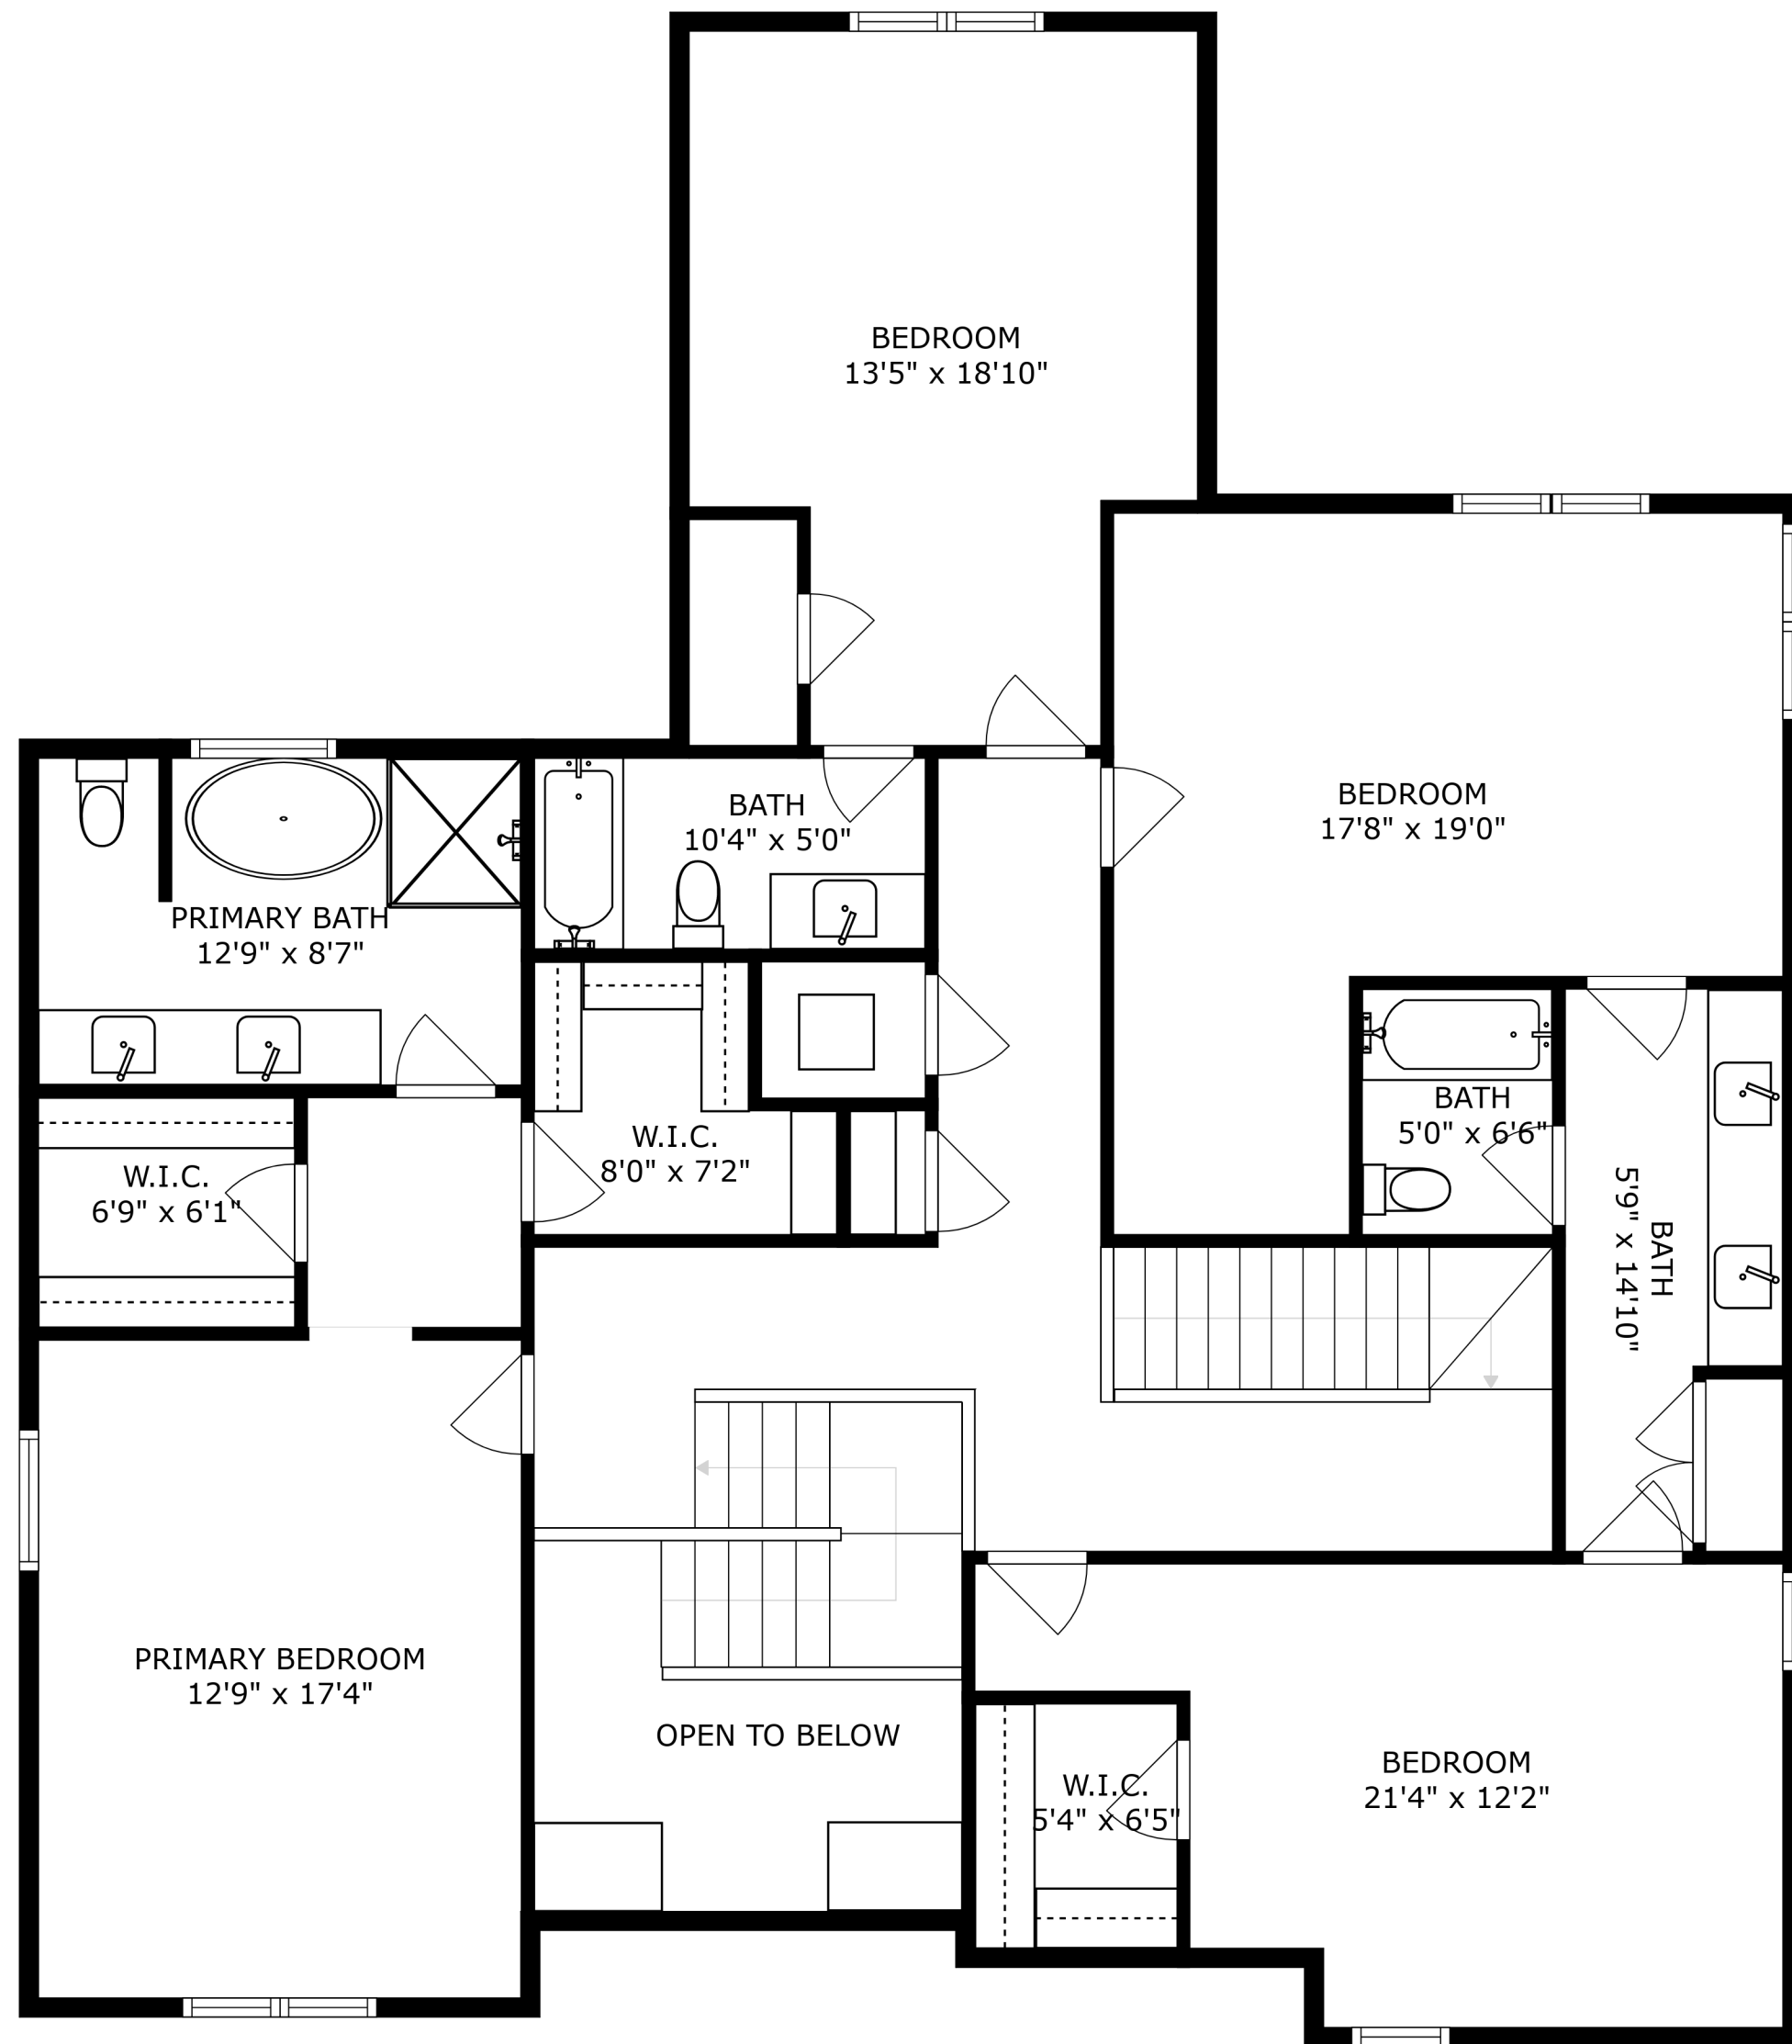 BEDROOM
13'5" x 18'10"
BEDROOM
17'8" x 19'0"
BATH
10'4" x 5'0"
PRIMARY BATH
12'9" x 8'7"
BATH
5'0" x 6'6"
W.I.C.
8'0" x 7'2"
W.I.C.
6'9" x 6'1"
BATH
5'9" x 14'10"
PRIMARY BEDROOM
12'9" x 17'4"
OPEN TO BELOW
W.I.C.
5'4" x 6'5"
BEDROOM
21'4" x 12'2"